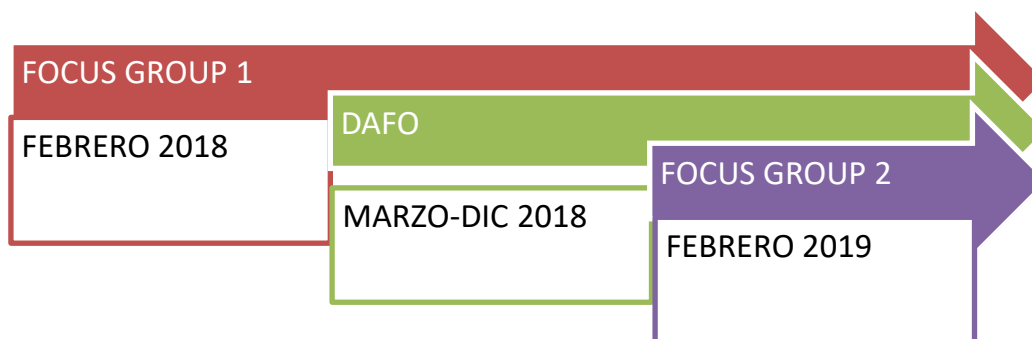 FOCUS GROUP 1
FEBRERO 2018
DAFO
MARZO-DIC 2018
FOCUS GROUP 2
FEBRERO 2019